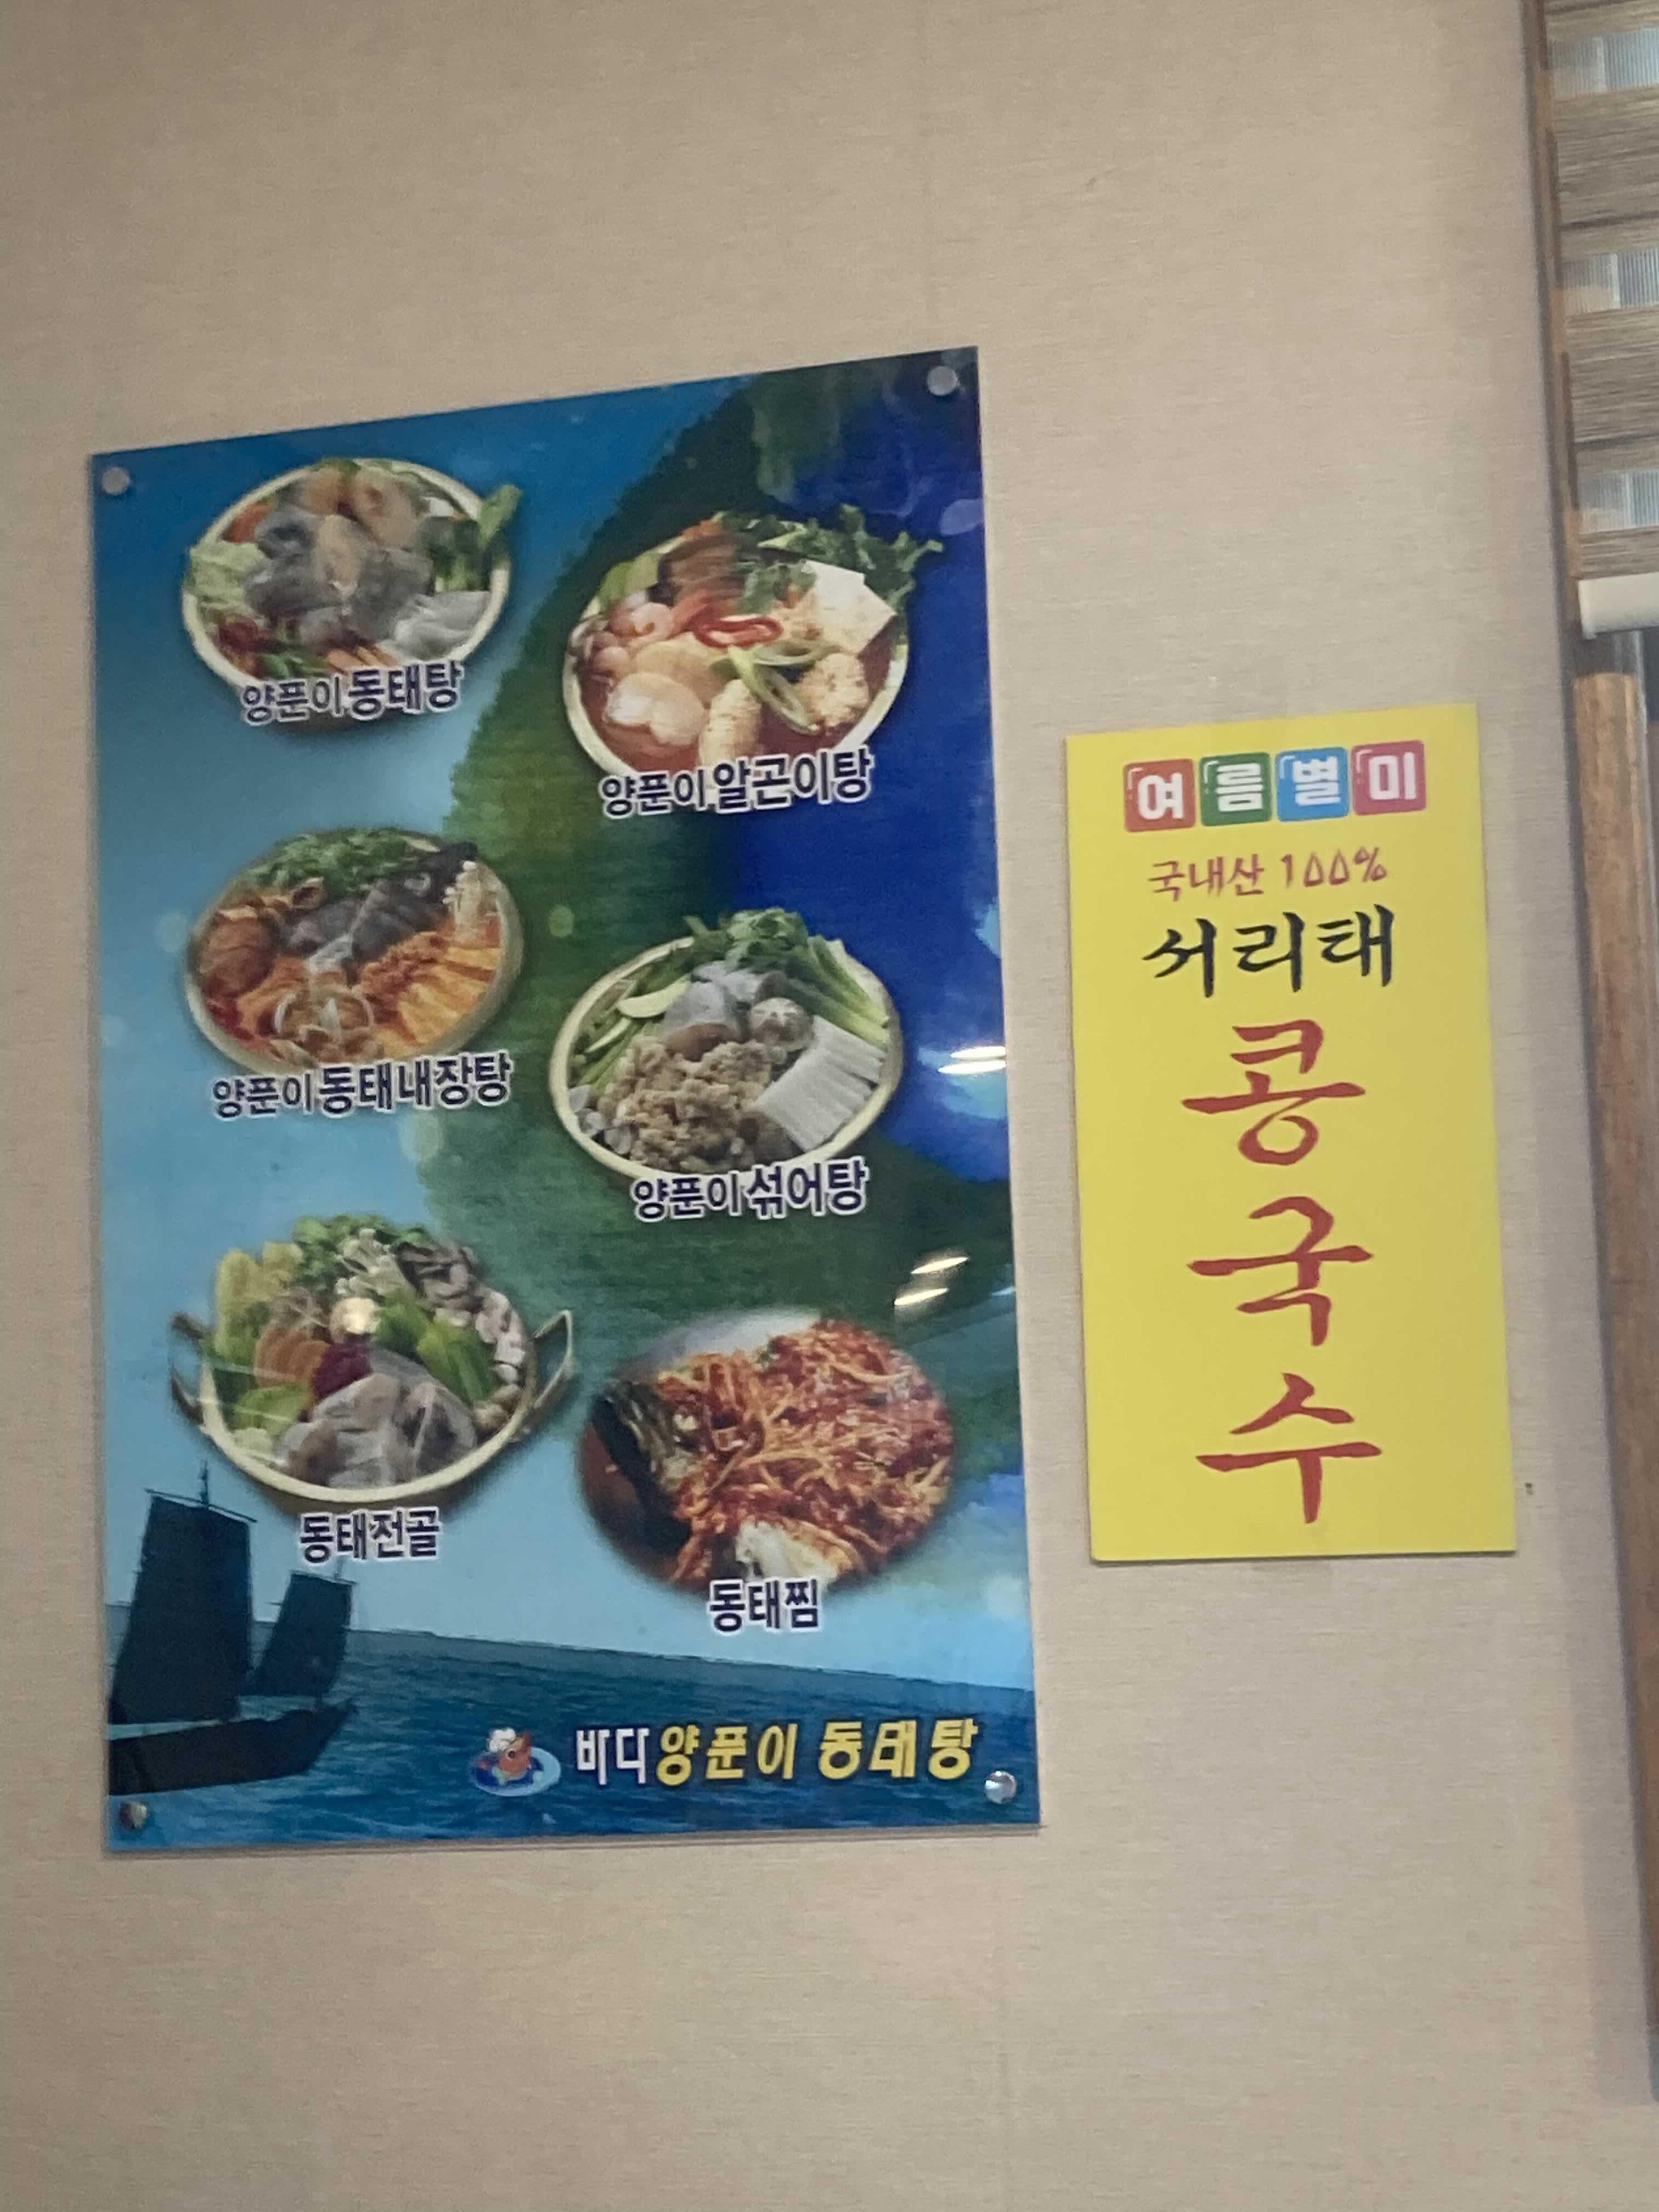 양푼이동태탕
양푼이알곤이탕
양푼이동태내장탕
양푼이섞어탕
동태전골
동태찜
바다양푼이 동태탕
여름별미
국내산 100%
서리태
콩
국
수